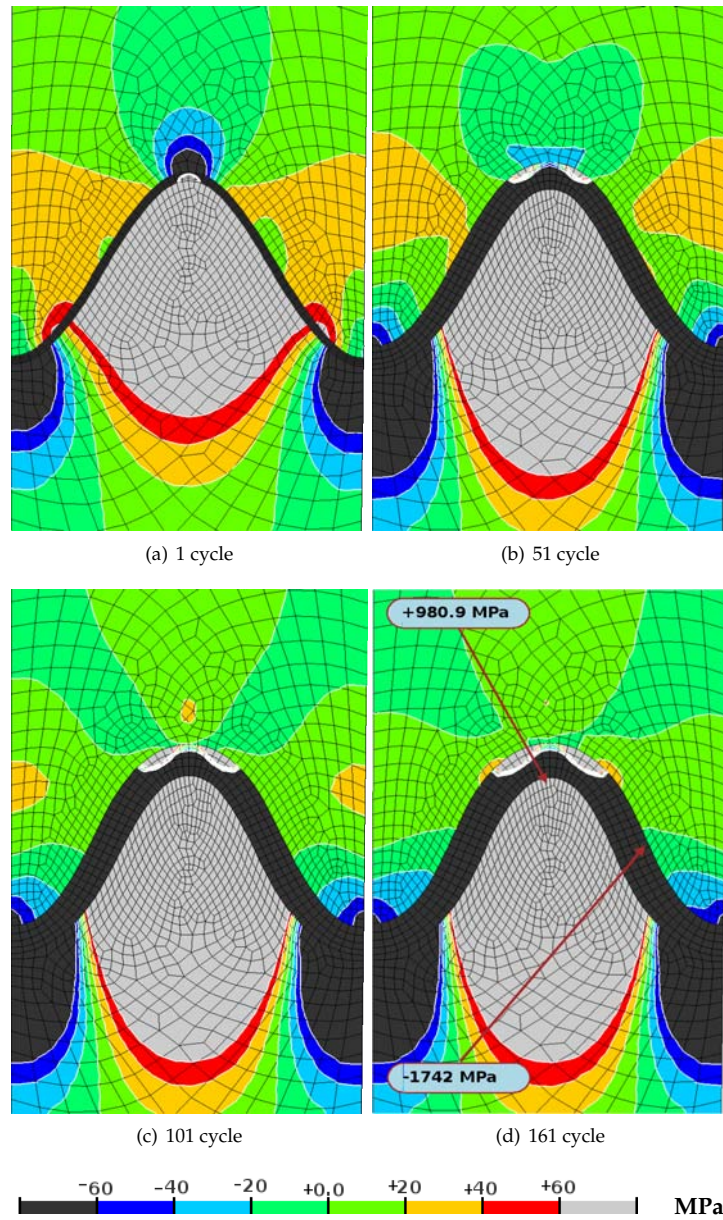 (a) 1 cycle
(b) 51 cycle
+980.9 MPa
-1742 MPa
(c) 101 cycle
(d) 161 cycle
-60 -40 -20 +0.0 +20 +40 +60 MPa